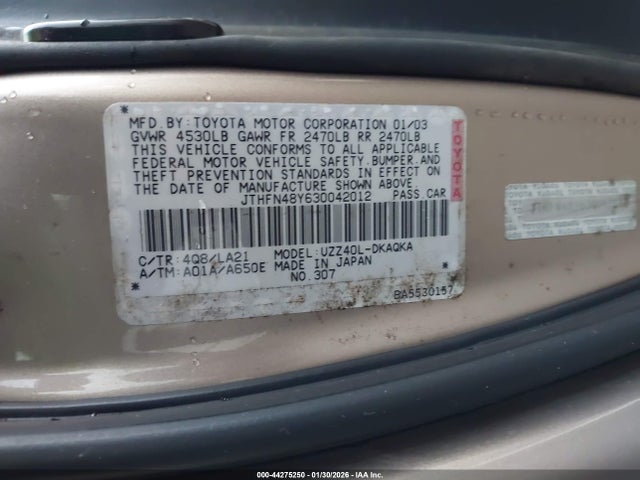 MFD BY: TOYOTA MOTOR CORPORATION 01/03
GVWR 4530LB GAWR FR 2470LB RR 2470LB
THIS VEHICLE CONFORMS TO ALL APPLICABLE
FEDERAL MOTOR VEHICLE SAFETY, BUMPER, AND
THEFT PREVENTION STANDARDS IN EFFECT ON
THE DATE OF MANUFACTURE SHOWN ABOVE.
JTHFN48Y630042012 PASS.CAR
TOYOTA
C/TR: 4Q8/LA21 MODEL: UZZ40L-DKAQKA
A/TM: A01A/A650E MADE IN JAPAN
NO.307
BA5530157
000-44275250 | 01/30/2026 | IAA Inc.